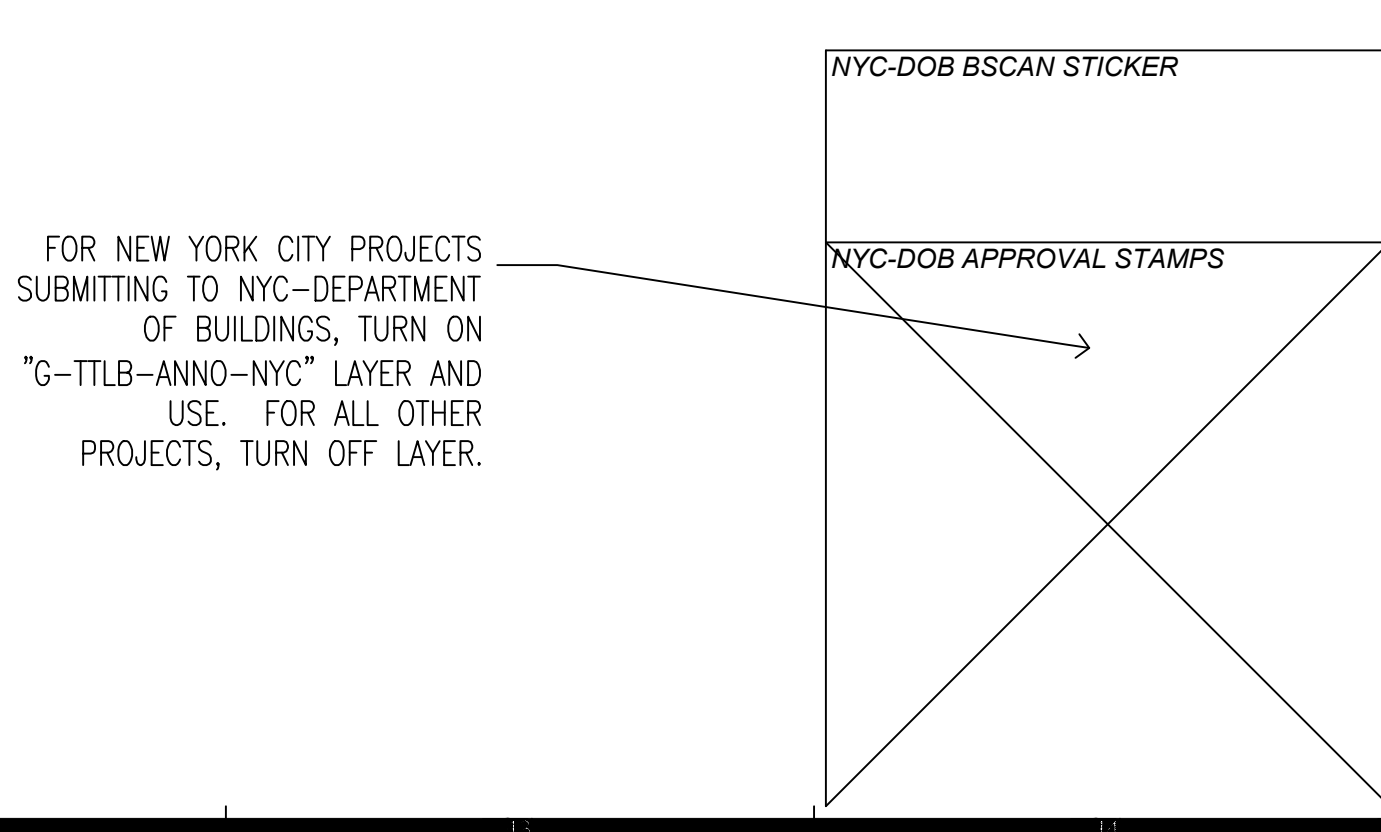 NYC-DOB BSCAN STICKER
NYC-DOB APPROVAL STAMPS
FOR NEW YORK CITY PROJECTS
SUBMITTING TO NYC-DEPARTMENT
OF BUILDINGS, TURN ON
"G-TTLB-ANNO-NYC" LAYER AND
USE. FOR ALL OTHER
PROJECTS, TURN OFF LAYER.